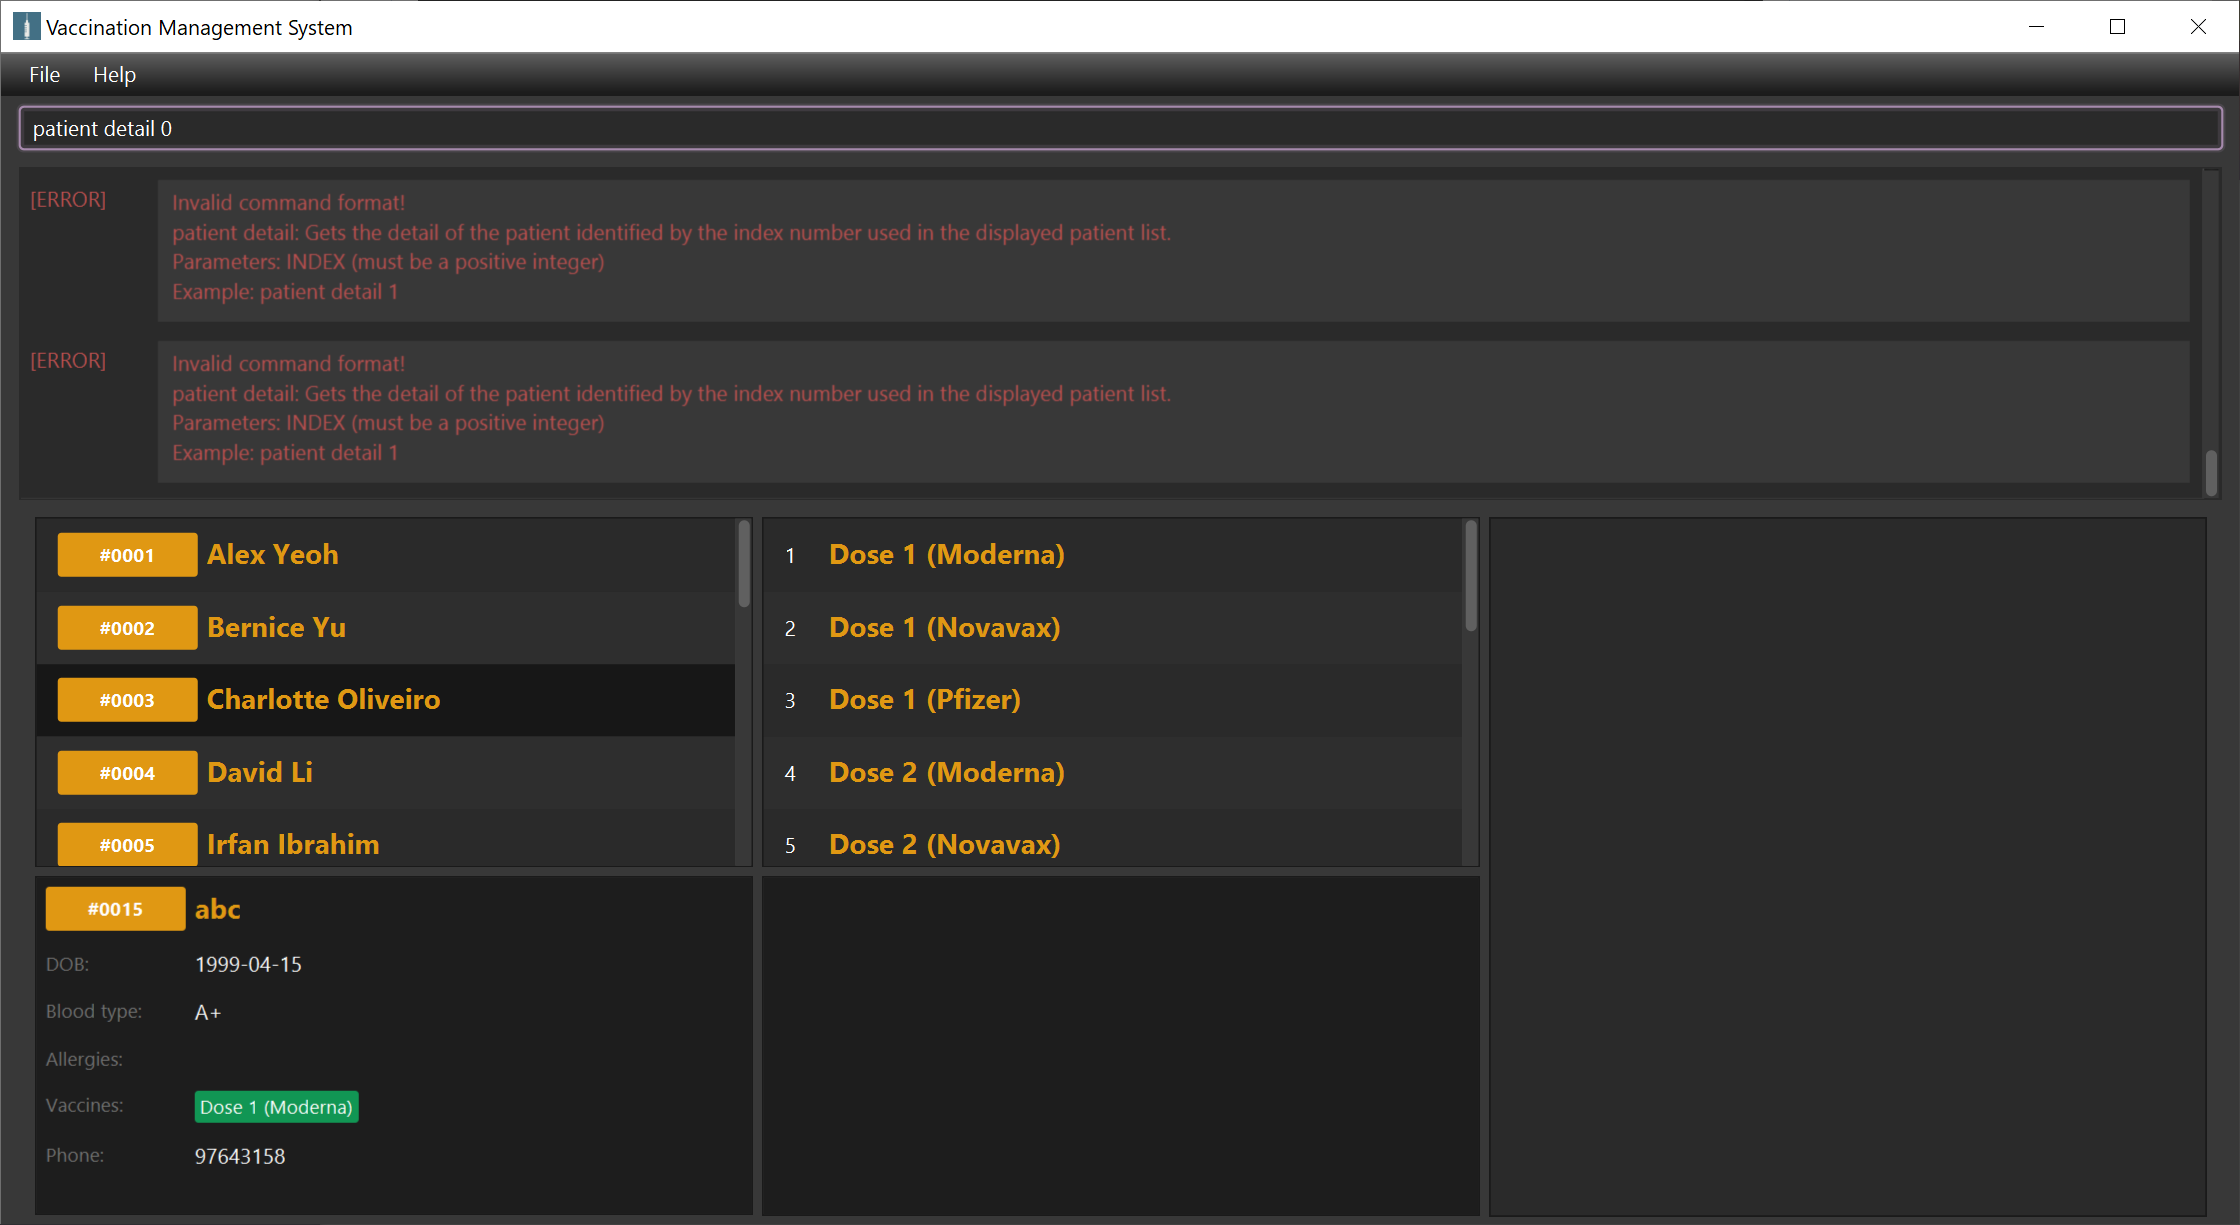 Vaccination Management System
File Help
patient detail 0
[ERROR]
Invalid command format!
patient detail: Gets the detail of the patient identified by the index number used in the displayed patient list.
Parameters: INDEX (must be a positive integer)
Example: patient detail 1
[ERROR]
Invalid command format!
patient detail: Gets the detail of the patient identified by the index number used in the displayed patient list.
Parameters: INDEX (must be a positive integer)
Example: patient detail 1
#0001 Alex Yeoh
#0002 Bernice Yu
#0003 Charlotte Oliveiro
#0004 David Li
#0005 Irfan Ibrahim
1 Dose 1 (Moderna)
2 Dose 1 (Novavax)
3 Dose 1 (Pfizer)
4 Dose 2 (Moderna)
5 Dose 2 (Novavax)
#0015 abc
DOB: 1999-04-15
Blood type: A+
Allergies:
Vaccines: Dose 1 (Moderna)
Phone: 97643158